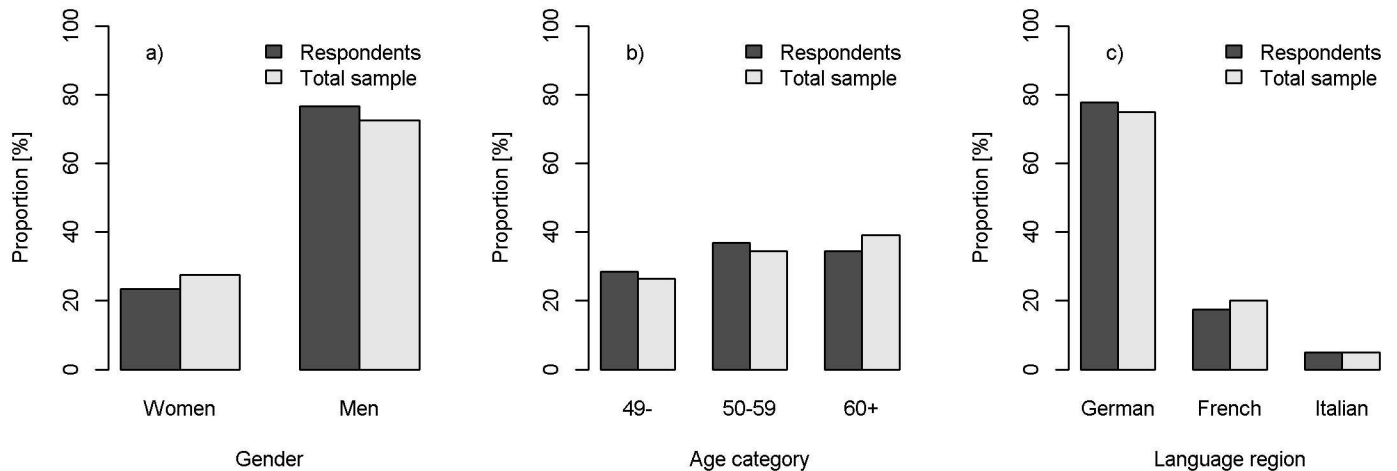 a)
Respondents
Total sample
Proportion [%]
100
80
60
40
20
0
Women Men
Gender
b)
Respondents
Total sample
Proportion [%]
100
80
60
40
20
0
49- 50-59 60+
Age category
c)
Respondents
Total sample
Proportion [%]
100
80
60
40
20
0
German French Italian
Language region